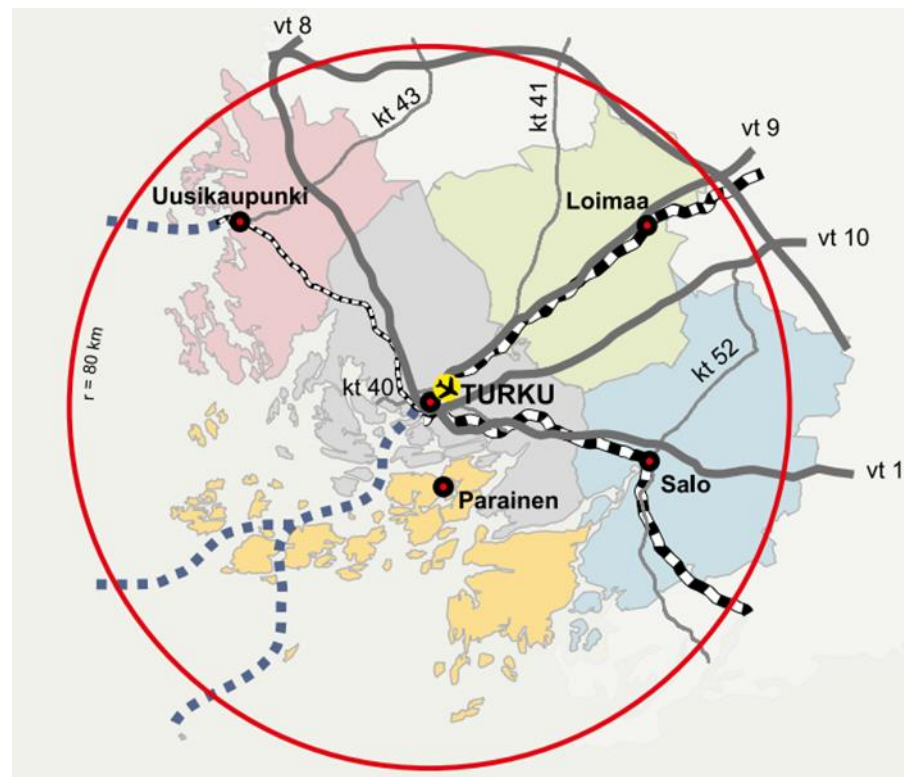 vt 8
kt 43
kt 41
vt 9
Uusikaupunki
Loimaa
vt 10
r = 80 km
kt 52
kt 40
TURKU
Salo
vt 1
Parainen